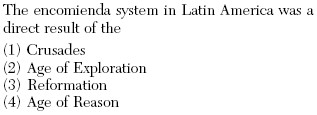 The encomienda system in Latin America was a
direct result of the
(1) Crusades
(2) Age of Exploration
(3) Reformation
(4) Age of Reason